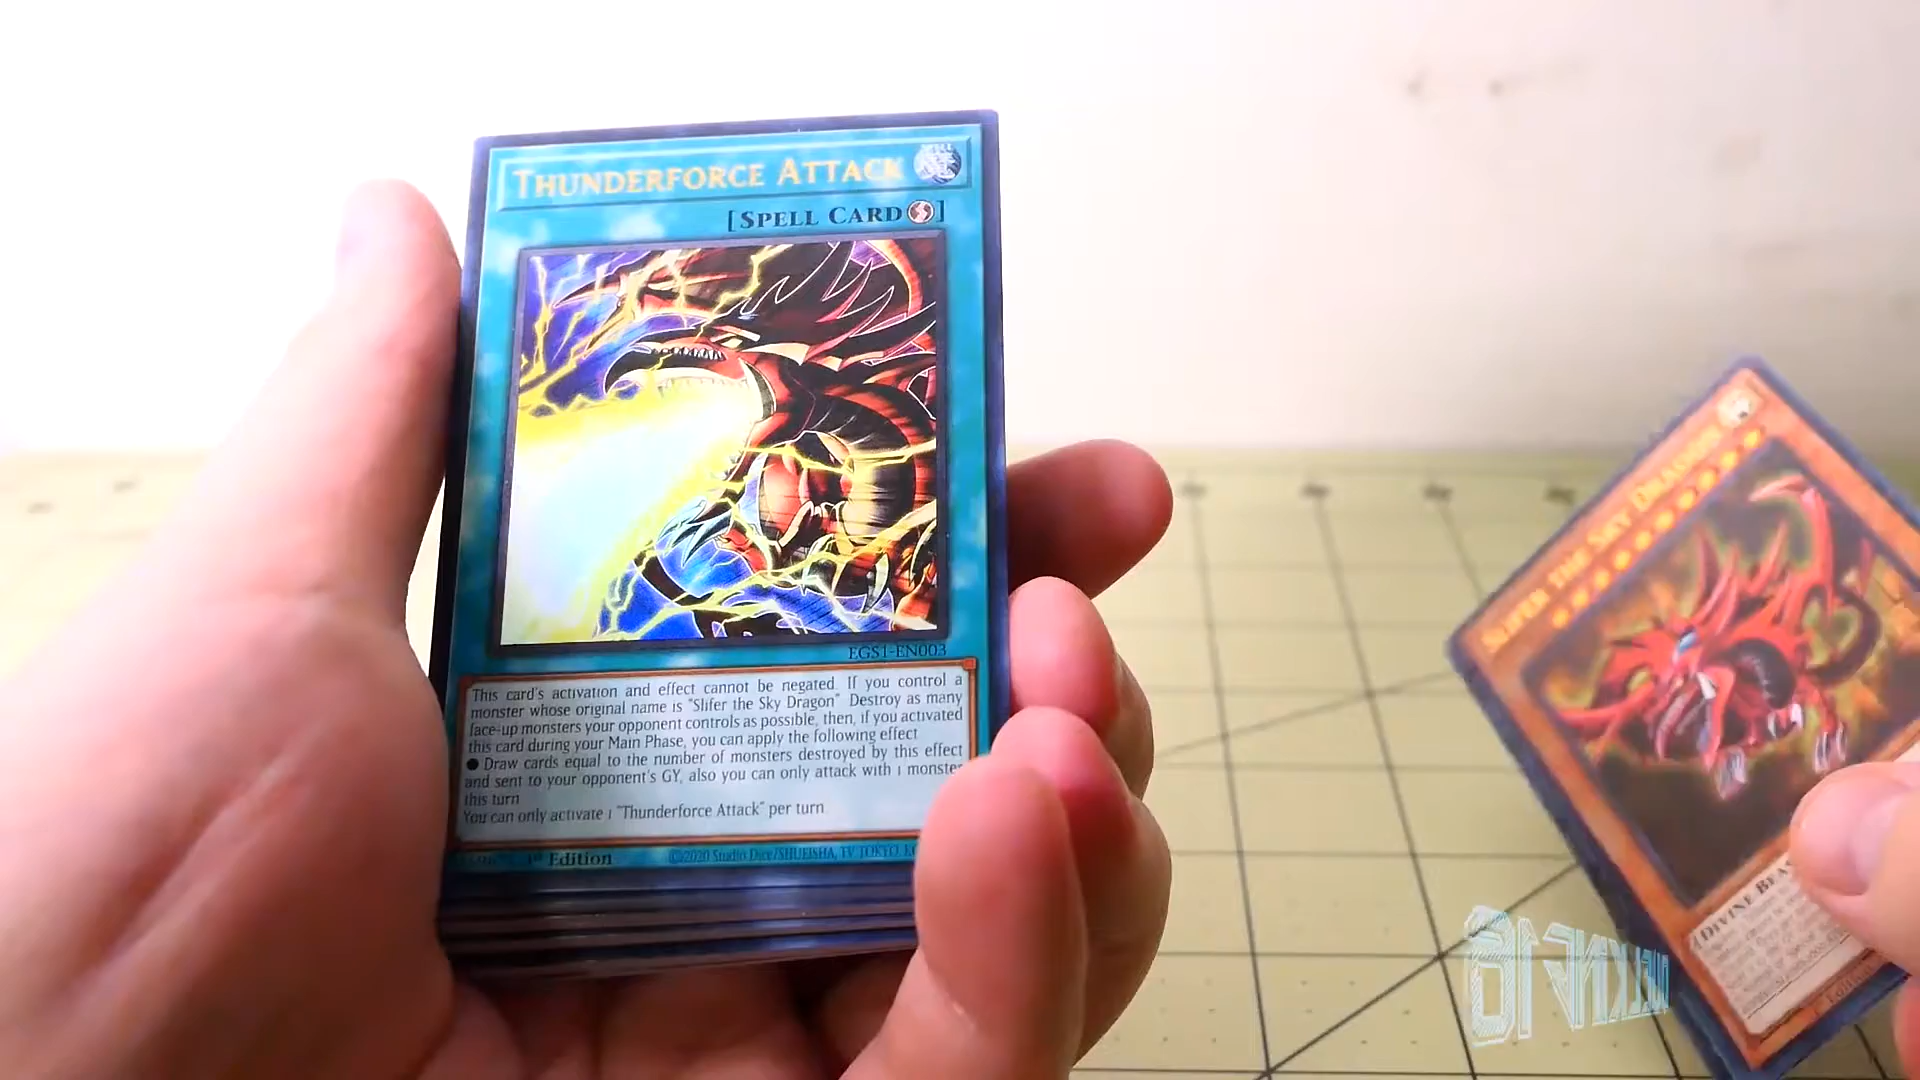 THUNDERFORCE ATTACK
[SPELL CARD]
EGS1-EN003
This card's activation and effect cannot be negated. If you control a
monster whose original name is "Slifer the Sky Dragon" Destroy as many
face-up monsters your opponent controls as possible, then, if you activated
this card during your Main Phase, you can apply the following effect
● Draw cards equal to the number of monsters destroyed by this effect
and sent to your opponent's GY, also you can only attack with 1 monster
this turn
You can only activate 1 "Thunderforce Attack" per turn
1st Edition
©2020 Studio Dice/SHUEISHA, TV TOKYO,
SLIFER THE SKY DRAGON
[DIVINE-BEAS